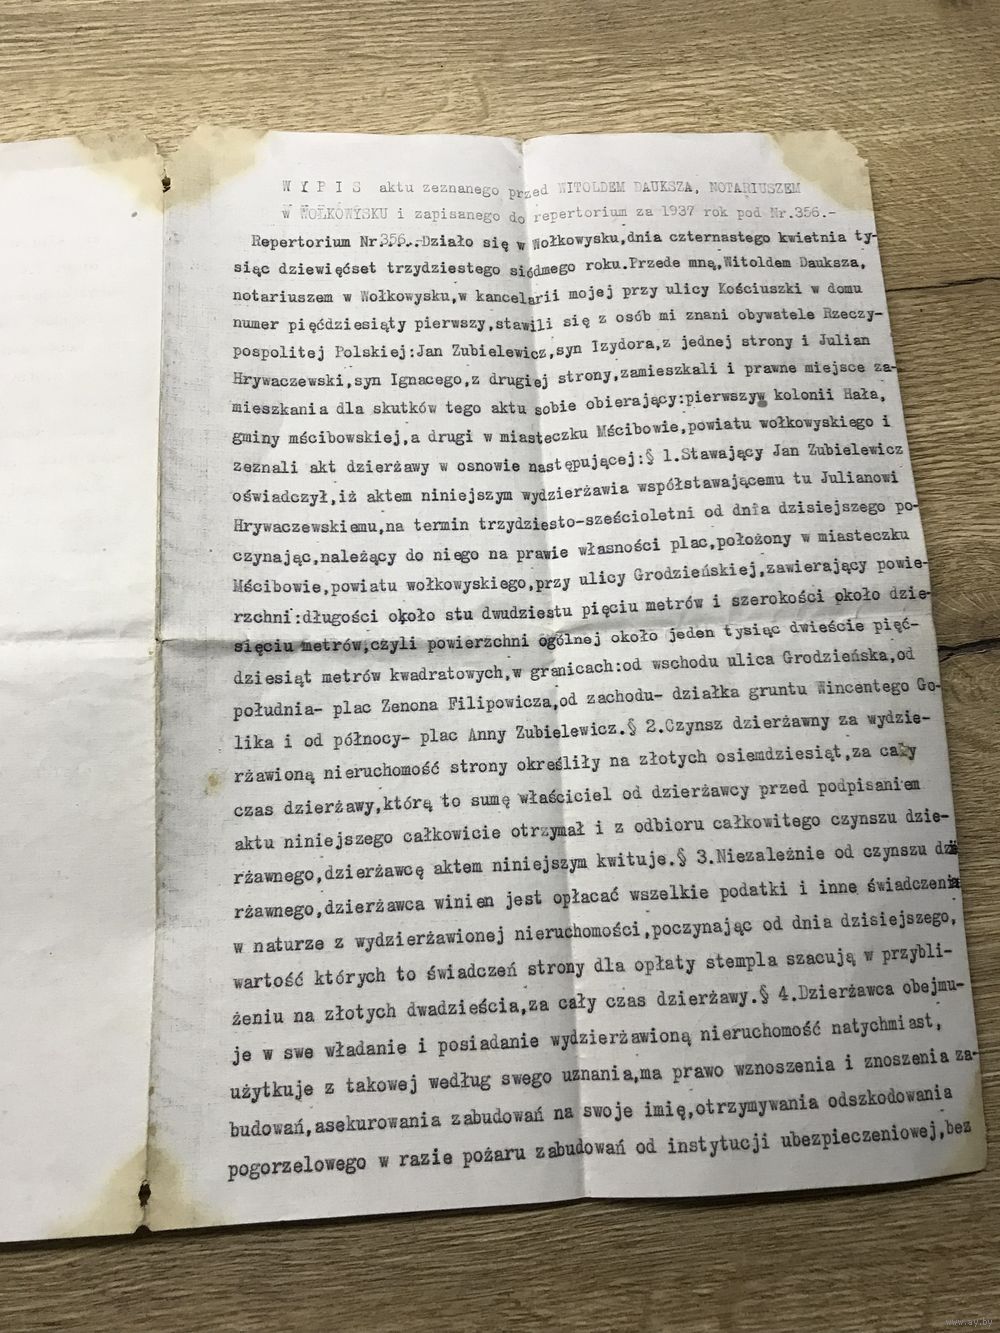 W Y P I S aktu zeznanego przed WITOLDEM DAUKSZA, NOTARIUSZEM
w WOŁKOWYSKU i zapisanego do repertorium za 1937 rok pod Nr.356.-
Repertorium Nr.356.-Działo się w Wołkowysku,dnia czternastego kwietnia ty-
siąc dziewięćset trzydziestego siódmego roku.Przede mną,Witoldem Dauksza,
notariuszem w Wołkowysku,w kancelarii mojej przy ulicy Kościuszki w domu
numer pięćdziesiąty pierwszy,stawili się z osób mi znani obywatele Rzeczy-
pospolitej Polskiej:Jan Zubielewicz,syn Izydora,z jednej strony i Julian
Hrywaczewski,syn Ignacego,z drugiej strony,zamieszkali i prawne miejsce za-
mieszkania dla skutków tego aktu sobie obierający:pierwszy w kolonii Hała,
gminy mścibowskiej,a drugi w miasteczku Mścibowie,powiatu wołkowyskiego i
zeznali akt dzierżawy w osnowie następującej:§ 1.Stawający Jan Zubielewicz
oświadczył,iż aktem niniejszym wydzierżawia współstawającemu tu Julianowi
Hrywaczewskiemu,na termin trzydziesto-sześcioletni od dnia dzisiejszego po-
czynając,należący do niego na prawie własności plac,położony w miasteczku
Mścibowie,powiatu wołkowyskiego,przy ulicy Grodzieńskiej,zawierający powie-
rzchni:długości około stu dwudziestu pięciu metrów i szerokości około dzie-
sięciu metrów,czyli powierzchni ogólnej około jeden tysiąc dwieście pięć-
dziesiąt metrów kwadratowych,w granicach:od wschodu ulica Grodzieńska,od
południa- plac Zenona Filipowicza,od zachodu- działka gruntu Wincentego Go-
lika i od północy- plac Anny Zubielewicz.§ 2.Czynsz dzierżawny za wydzie-
rżawioną nieruchomość strony określiły na złotych osiemdziesiąt,za cały
czas dzierżawy,którą to sumę właściciel od dzierżawcy przed podpisaniem
aktu niniejszego całkowicie otrzymał i z odbioru całkowitego czynszu dzie-
rżawnego,dzierżawcę aktem niniejszym kwituje.§ 3.Niezależnie od czynszu dzie
rżawnego,dzierżawca winien jest opłacać wszelkie podatki i inne świadczenia
w naturze z wydzierżawionej nieruchomości,poczynając od dnia dzisiejszego,
wartość których to świadczeń strony dla opłaty stempla szacują w przybli-
żeniu na złotych dwadzieścia,za cały czas dzierżawy.§ 4.Dzierżawca obejmu-
je w swe władanie i posiadanie wydzierżawioną nieruchomość natychmiast,
użytkuje z takowej według swego uznania,ma prawo wznoszenia i znoszenia za-
budowań,asekurowania zabudowań na swoje imię,otrzymywania odszkodowania
pogorzelowego w razie pożaru zabudowań od instytucji ubezpieczeniowej,bez
www.ay.by